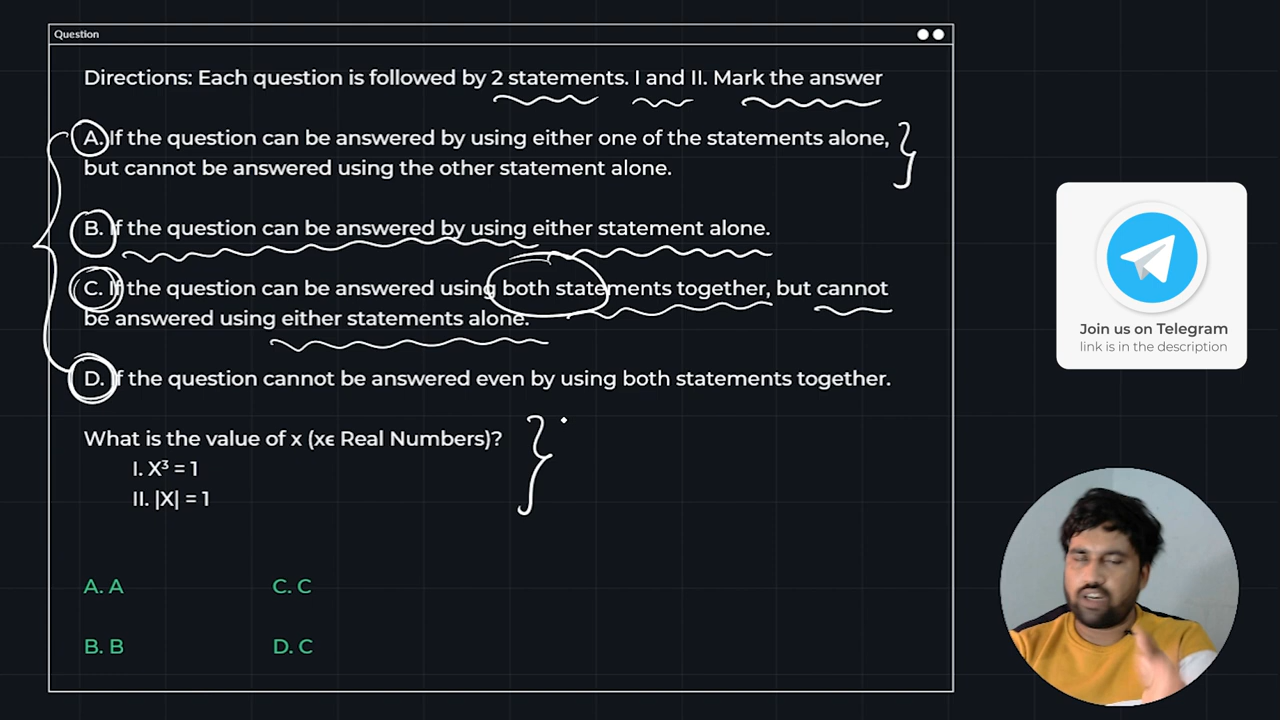 Question
Directions: Each question is followed by 2 statements. I and II. Mark the answer
A. If the question can be answered by using either one of the statements alone,
but cannot be answered using the other statement alone.
B. If the question can be answered by using either statement alone.
C. If the question can be answered using both statements together, but cannot
be answered using either statements alone.
D. If the question cannot be answered even by using both statements together.
What is the value of x (xϵ Real Numbers)?
I. X³ = 1
II. |X| = 1
A. A
C. C
B. B
D. C
Join us on Telegram
link is in the description